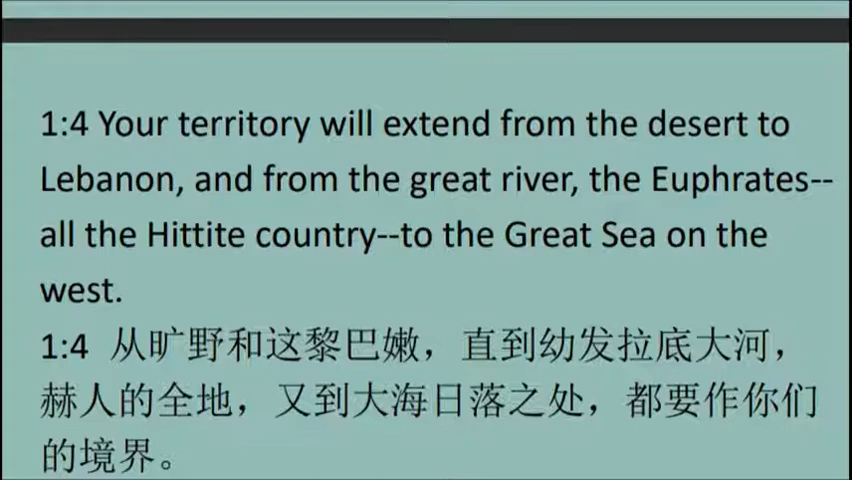 1:4 Your territory will extend from the desert to
Lebanon, and from the great river, the Euphrates--
all the Hittite country--to the Great Sea on the
west.
1:4 从旷野和这黎巴嫩，直到幼发拉底大河，
赫人的全地，又到大海日落之处，都要作你们
的境界。